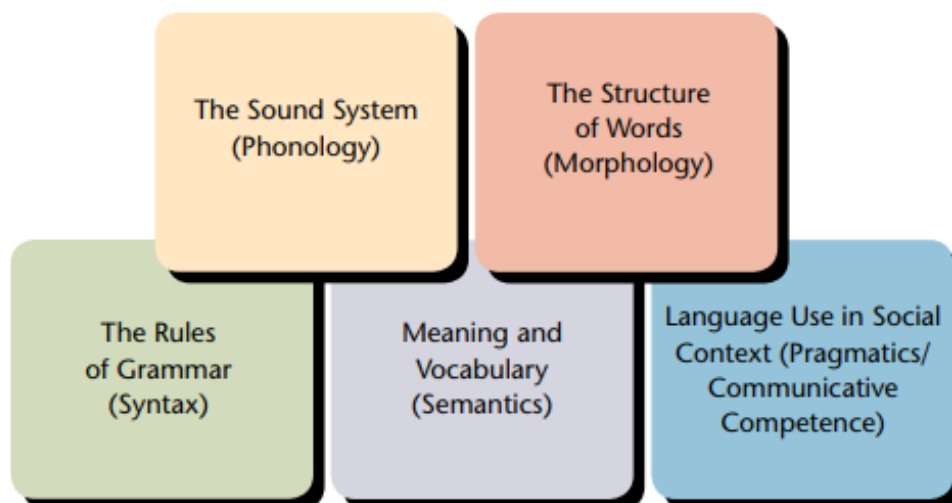 The Sound System
(Phonology)
The Structure
of Words
(Morphology)
The Rules
of Grammar
(Syntax)
Meaning and
Vocabulary
(Semantics)
Language Use in Social
Context (Pragmatics/
Communicative
Competence)